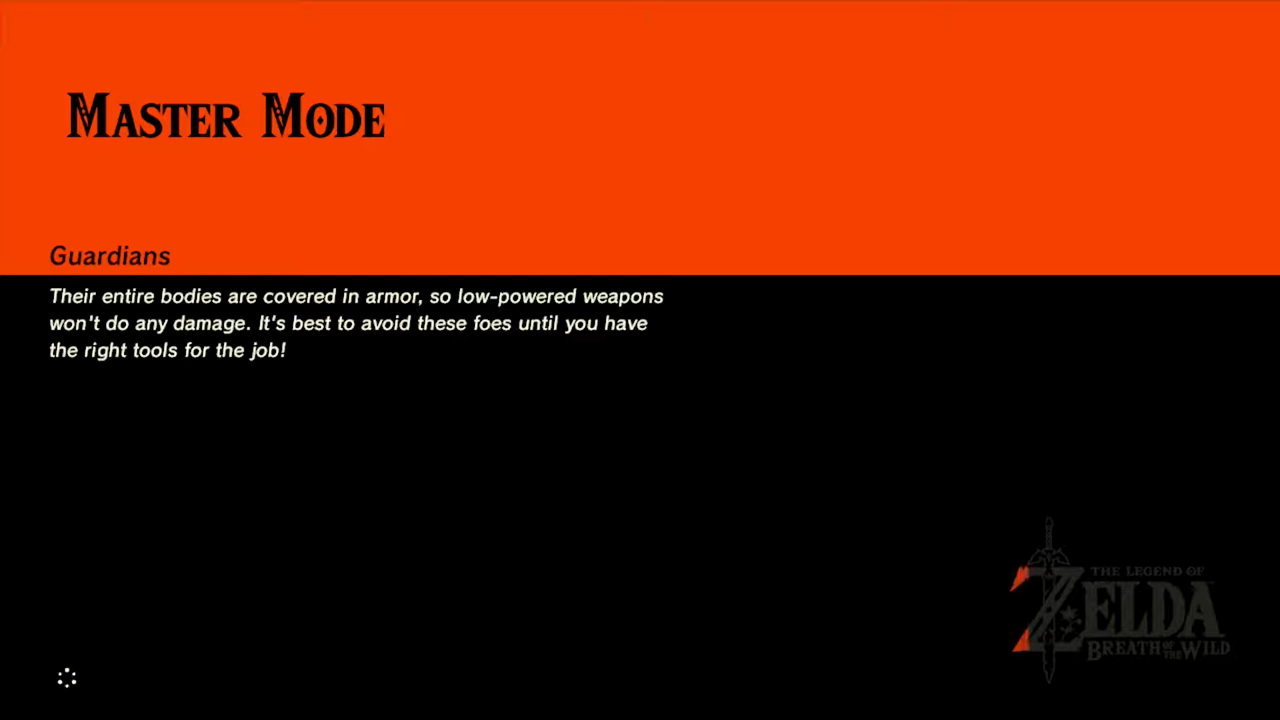 Master Mode
Guardians
Their entire bodies are covered in armor, so low-powered weapons
won't do any damage. It's best to avoid these foes until you have
the right tools for the job!
THE LEGEND OF
ZELDA
BREATH OF THE WILD